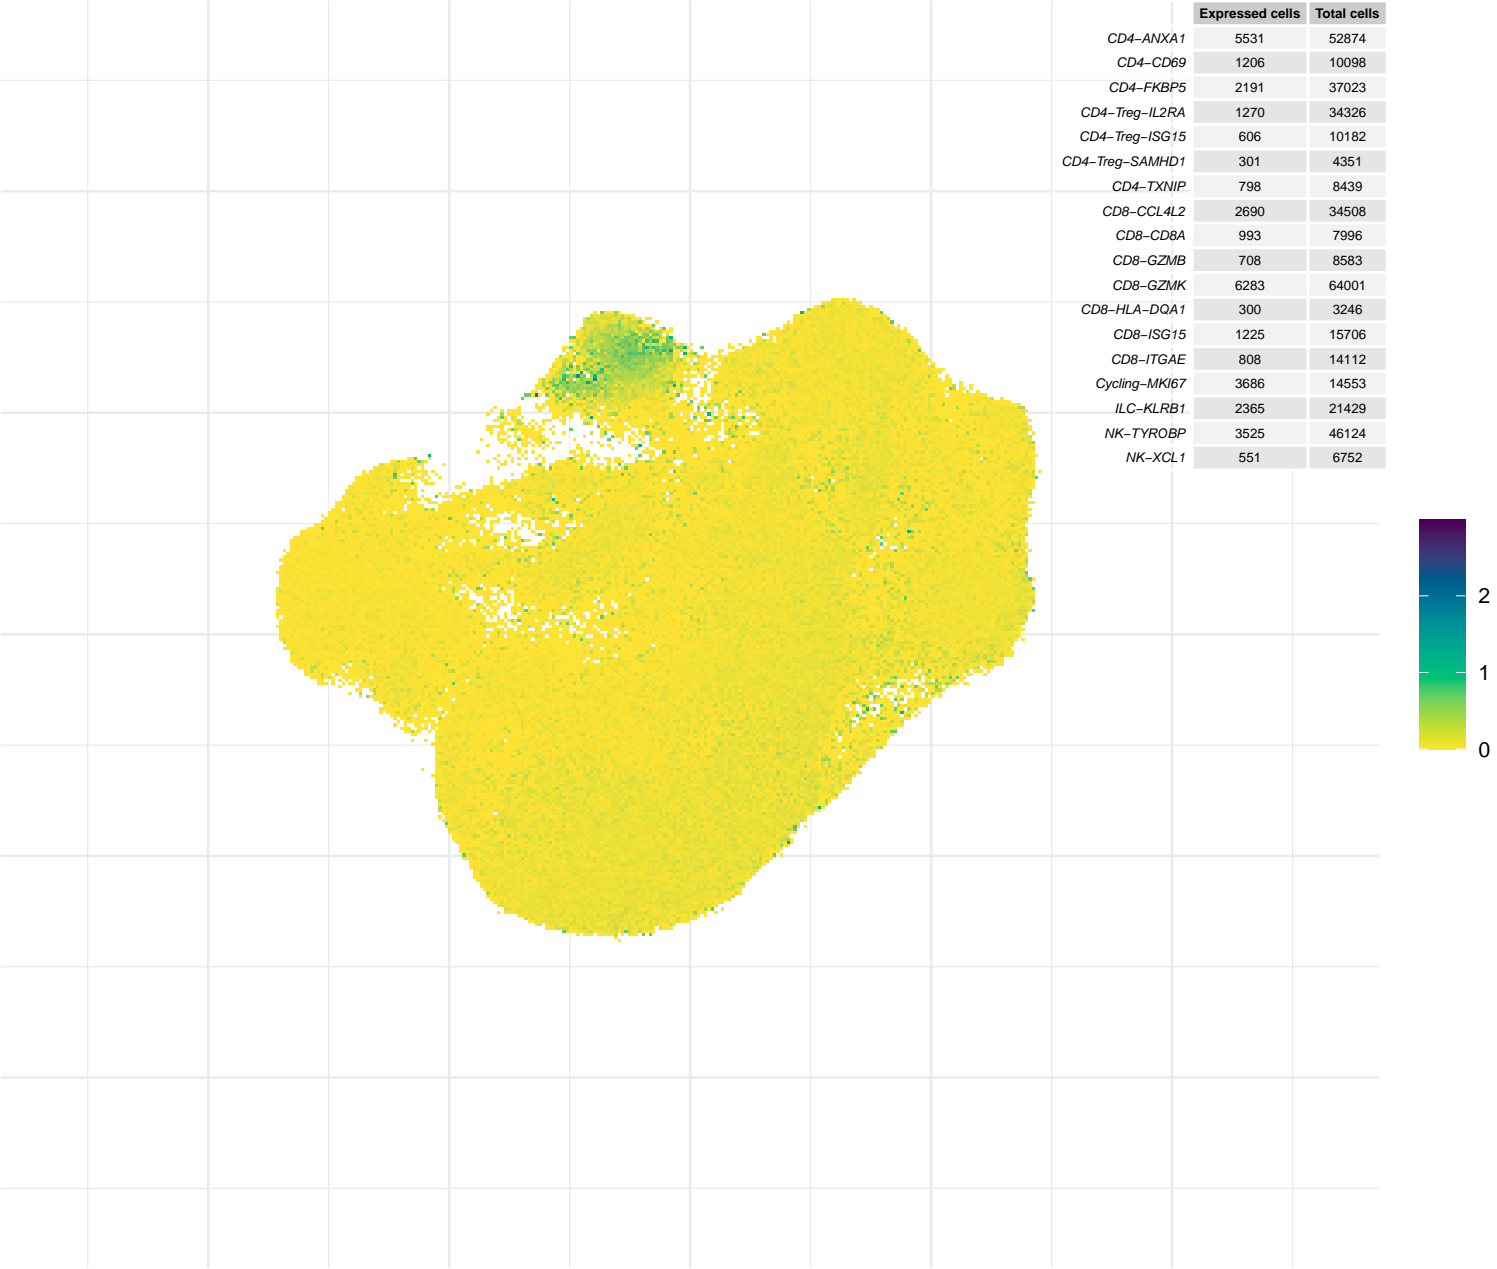 Expressed cells Total cells
CD4−ANXA1 5531 52874
CD4−CD69 1206 10098
CD4−FKBP5 2191 37023
CD4−Treg−IL2RA 1270 34326
CD4−Treg−ISG15 606 10182
CD4−Treg−SAMHD1 301 4351
CD4−TXNIP 798 8439
CD8−CCL4L2 2690 34508
CD8−CD8A 993 7996
CD8−GZMB 708 8583
CD8−GZMK 6283 64001
CD8−HLA−DQA1 300 3246
CD8−ISG15 1225 15706
CD8−ITGAE 808 14112
Cycling−MKI67 3686 14553
ILC−KLRB1 2365 21429
NK−TYROBP 3525 46124
NK−XCL1 551 6752
2
1
0